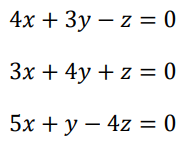 4x + 3y − z = 0
3x + 4y + z = 0
5x + y − 4z = 0